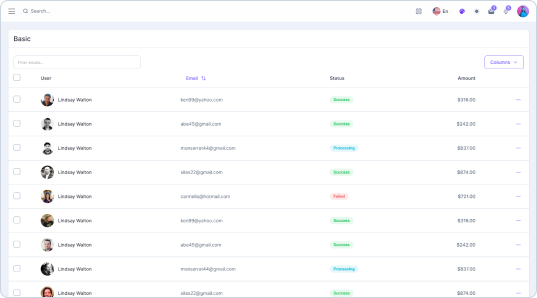 Search...
En
Basic
Filter emails...
Columns
User Email Status Amount
Lindsay Walton ken99@yahoo.com Success $316.00
Lindsay Walton abe45@gmail.com Success $242.00
Lindsay Walton monserrat44@gmail.com Processing $837.00
Lindsay Walton silas22@gmail.com Success $874.00
Lindsay Walton carmella@hotmail.com Failed $721.00
Lindsay Walton ken99@yahoo.com Success $316.00
Lindsay Walton abe45@gmail.com Success $242.00
Lindsay Walton monserrat44@gmail.com Processing $837.00
Lindsay Walton silas22@gmail.com Success $874.00